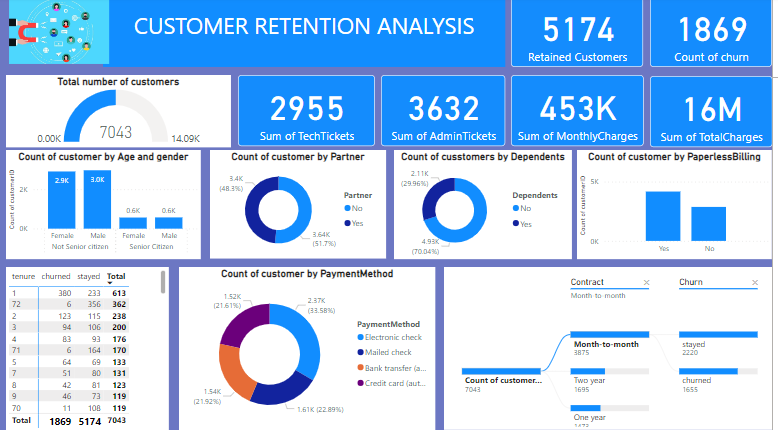 CUSTOMER RETENTION ANALYSIS
5174
Retained Customers
1869
Count of churn
Total number of customers
7043
0.00K
14.09K
2955
Sum of TechTickets
3632
Sum of AdminTickets
453K
Sum of MonthlyCharges
16M
Sum of TotalCharges
Count of customer by Age and gender
Count of customerID
2K
0K
2.9K
3.0K
0.6K
0.6K
Female Male Female Male
Not Senior citizen Senior Citizen
Count of customer by Partner
3.4K
(48.3%)
3.64K
(51.7%)
Partner
No
Yes
Count of csustomers by Dependents
2.11K
(29.96%)
4.93K
(70.04%)
Dependents
No
Yes
Count of customer by PaperlessBilling
Count of customerID
5K
0K
Yes No
tenure churned stayed Total
1 380 233 613
72 6 356 362
2 123 115 238
3 94 106 200
4 83 93 176
71 6 164 170
5 64 69 133
7 51 80 131
8 42 81 123
9 46 73 119
70 11 108 119
Total 1869 5174 7043
Count of customer by PaymentMethod
1.52K
(21.61%)
2.37K
(33.58%)
1.54K
(21.92%)
1.61K (22.89%)
PaymentMethod
Electronic check
Mailed check
Bank transfer (a...
Credit card (aut...
Contract
Month-to-month
Churn
Count of customer...
7043
Month-to-month
3875
Two year
1695
One year
1473
stayed
2220
churned
1655